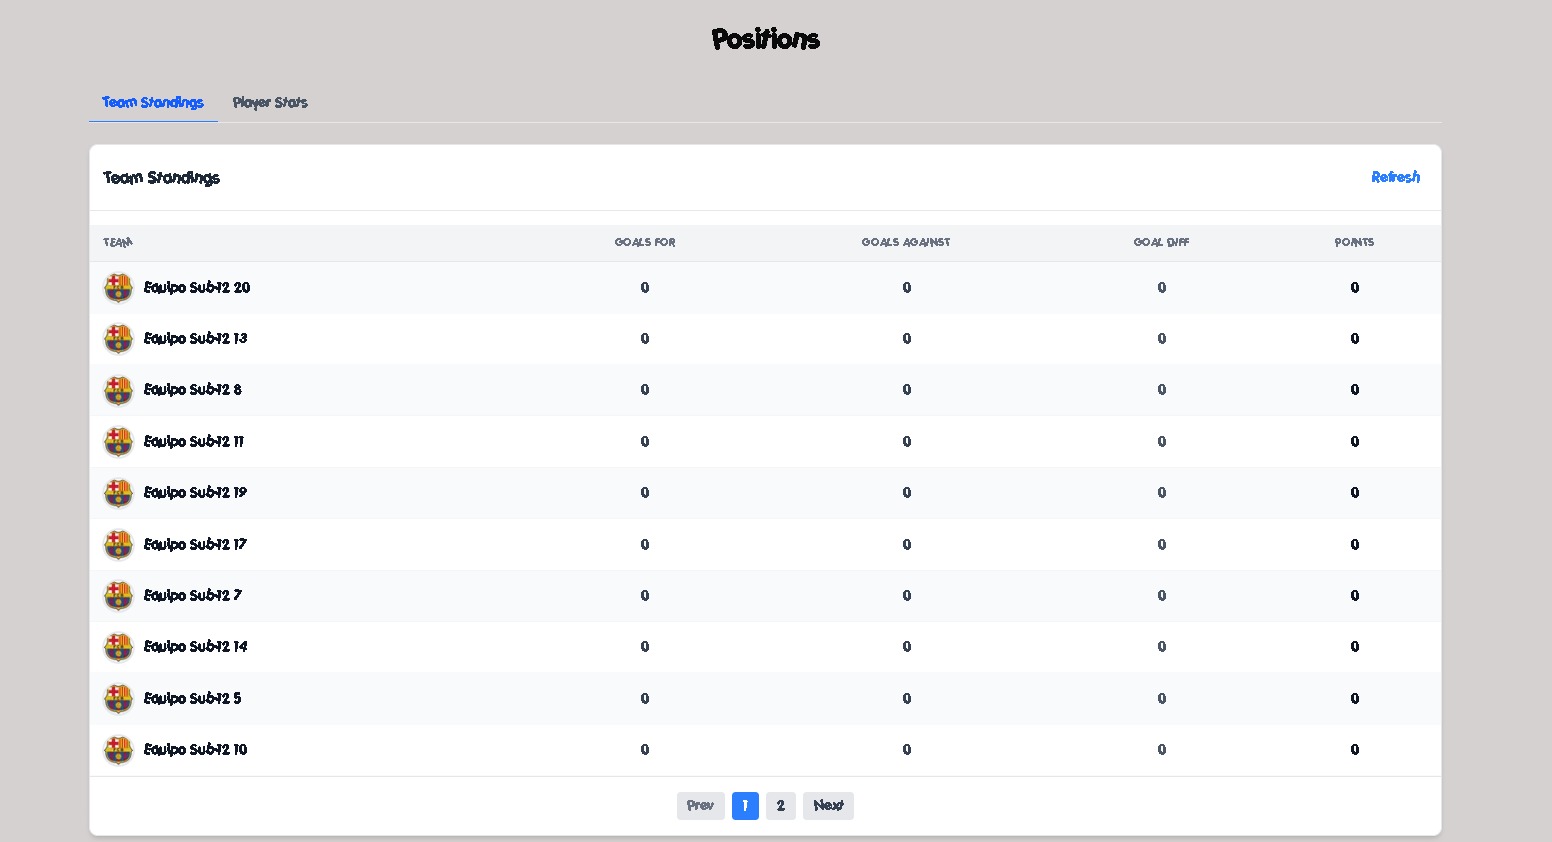 Positions
Team Standings Player Stats
Team Standings Refresh
TEAM GOALS FOR GOALS AGAINST GOAL DIFF POINTS
Equipo Sub-12 20 0 0 0 0
Equipo Sub-12 13 0 0 0 0
Equipo Sub-12 8 0 0 0 0
Equipo Sub-12 11 0 0 0 0
Equipo Sub-12 19 0 0 0 0
Equipo Sub-12 17 0 0 0 0
Equipo Sub-12 7 0 0 0 0
Equipo Sub-12 14 0 0 0 0
Equipo Sub-12 5 0 0 0 0
Equipo Sub-12 10 0 0 0 0
Prev 1 2 Next